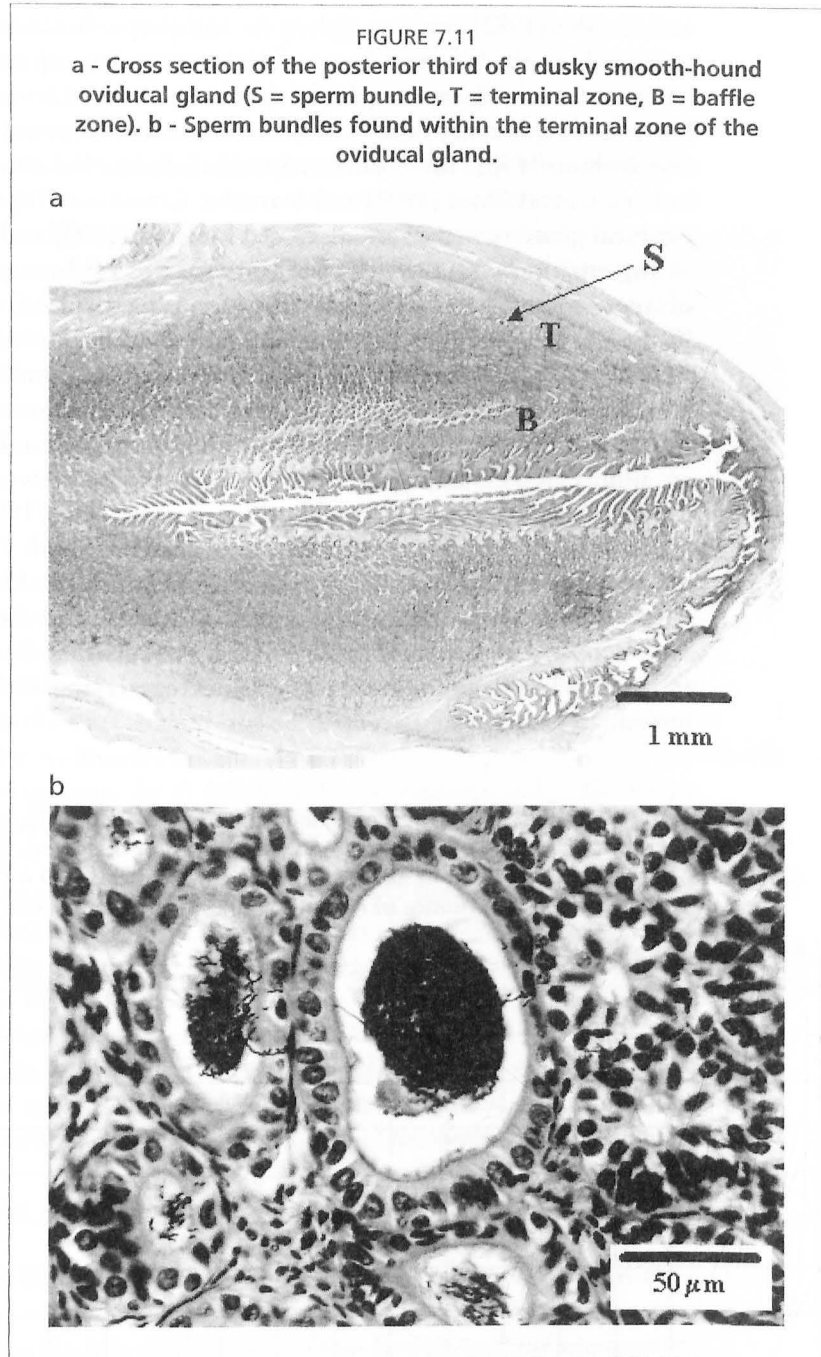 FIGURE 7.11
a - Cross section of the posterior third of a dusky smooth-hound
oviducal gland (S = sperm bundle, T = terminal zone, B = baffle
zone). b - Sperm bundles found within the terminal zone of the
oviducal gland.
a
S
T
B
1 mm
b
50 μm